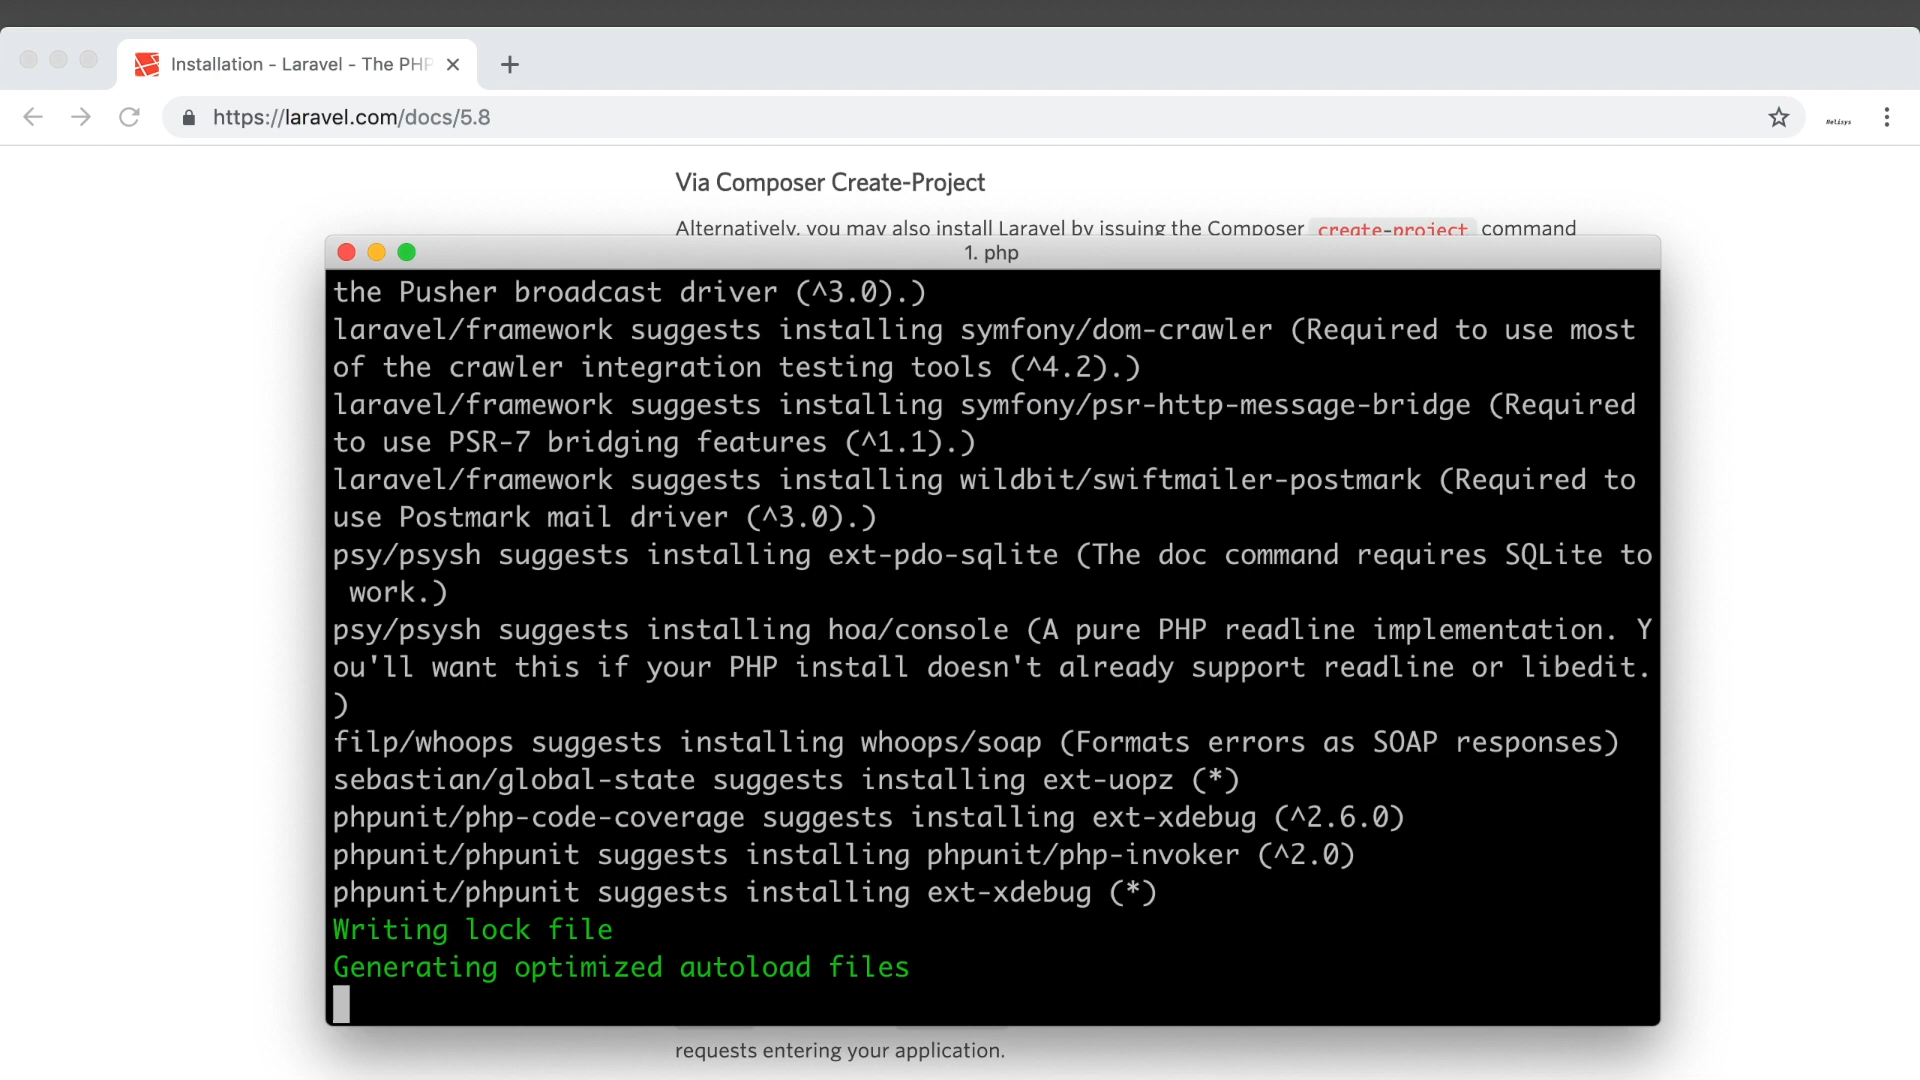 Installation - Laravel - The PHP
https://laravel.com/docs/5.8
Via Composer Create-Project
Alternatively, you may also install Laravel by issuing the Composer create-project command
1. php
the Pusher broadcast driver (^3.0).)
laravel/framework suggests installing symfony/dom-crawler (Required to use most
of the crawler integration testing tools (^4.2).)
laravel/framework suggests installing symfony/psr-http-message-bridge (Required
to use PSR-7 bridging features (^1.1).)
laravel/framework suggests installing wildbit/swiftmailer-postmark (Required to
use Postmark mail driver (^3.0).)
psy/psysh suggests installing ext-pdo-sqlite (The doc command requires SQLite to
work.)
psy/psysh suggests installing hoa/console (A pure PHP readline implementation. Y
ou'll want this if your PHP install doesn't already support readline or libedit.
)
filp/whoops suggests installing whoops/soap (Formats errors as SOAP responses)
sebastian/global-state suggests installing ext-uopz (*)
phpunit/php-code-coverage suggests installing ext-xdebug (^2.6.0)
phpunit/phpunit suggests installing phpunit/php-invoker (^2.0)
phpunit/phpunit suggests installing ext-xdebug (*)
Writing lock file
Generating optimized autoload files
requests entering your application.